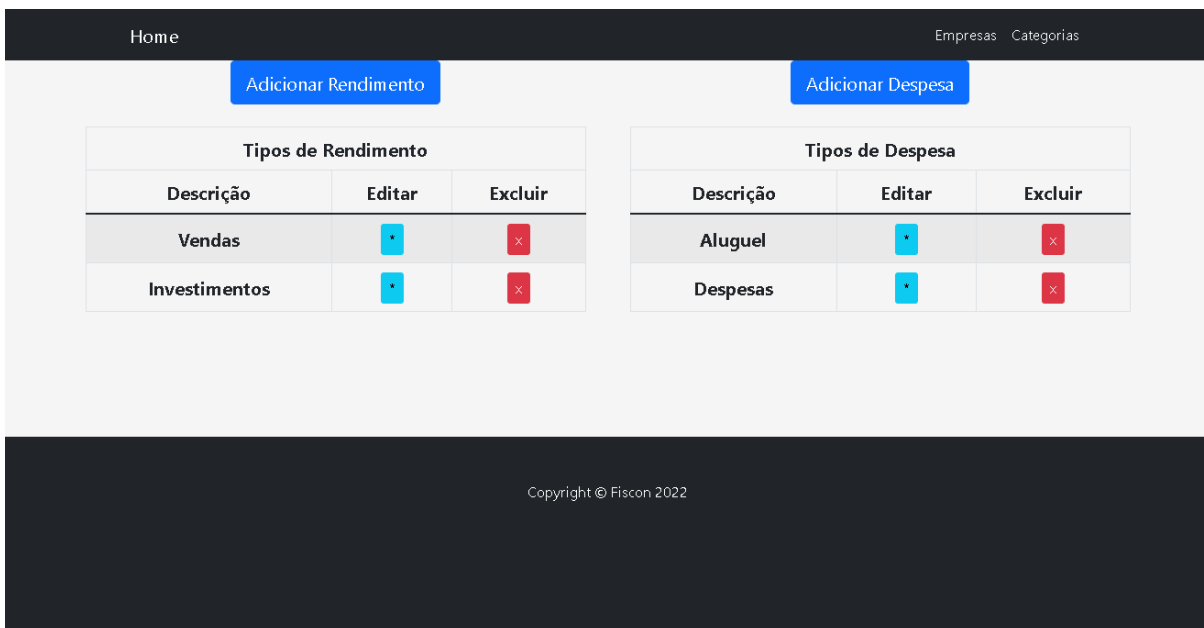 Home Empresas Categorias
Adicionar Rendimento
Adicionar Despesa
Tipos de Rendimento
Descrição Editar Excluir
Vendas * x
Investimentos * x
Tipos de Despesa
Descrição Editar Excluir
Aluguel * x
Despesas * x
Copyright © Fiscon 2022